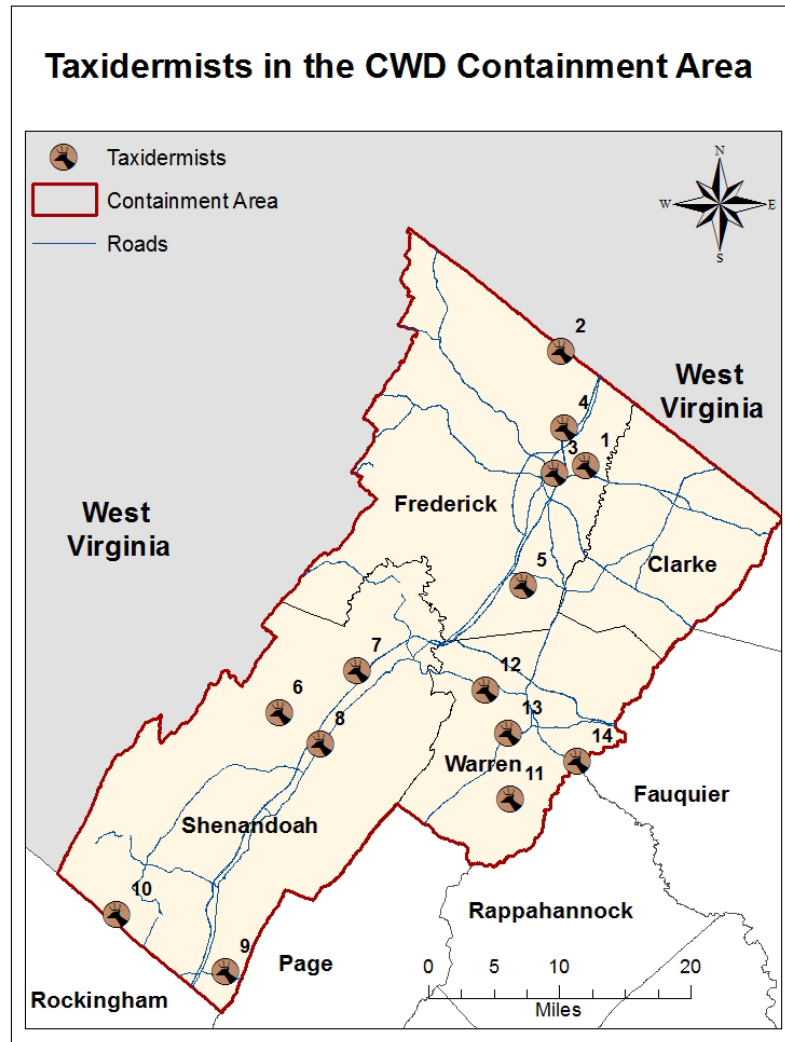 Taxidermists in the CWD Containment Area
Taxidermists
Containment Area
Roads
N
W
E
S
2
West
Virginia
4
3
1
Frederick
West
Virginia
5
Clarke
7
12
6
13
8
14
Warren
11
Fauquier
Shenandoah
10
Rappahannock
9
Page
0 5 10 20
Rockingham
Miles